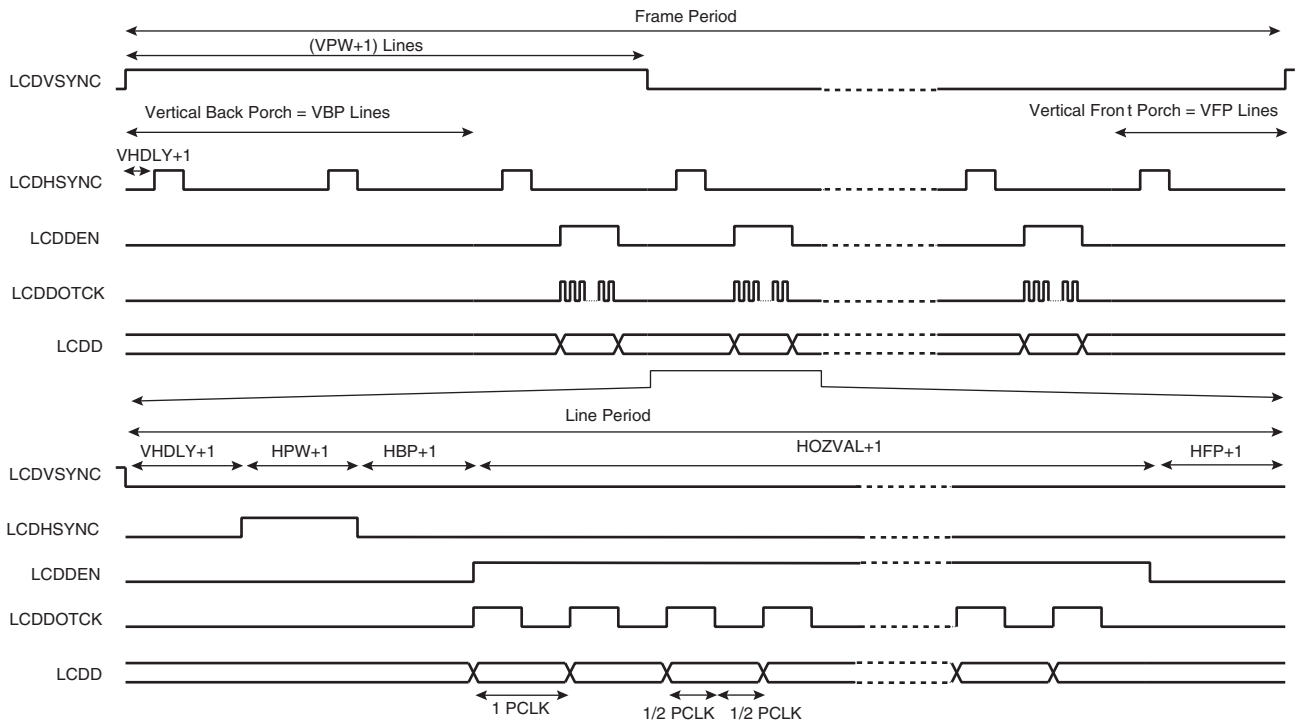 Frame Period
(VPW+1) Lines
LCDVSYNC
Vertical Back Porch = VBP Lines
Vertical Front Porch = VFP Lines
VHDLY+1
LCDHSYNC
LCDDEN
LCDDOTCK
LCDD
Line Period
VHDLY+1 HPW+1 HBP+1 HOZVAL+1 HFP+1
LCDVSYNC
LCDHSYNC
LCDDEN
LCDDOTCK
LCDD
1 PCLK 1/2 PCLK 1/2 PCLK